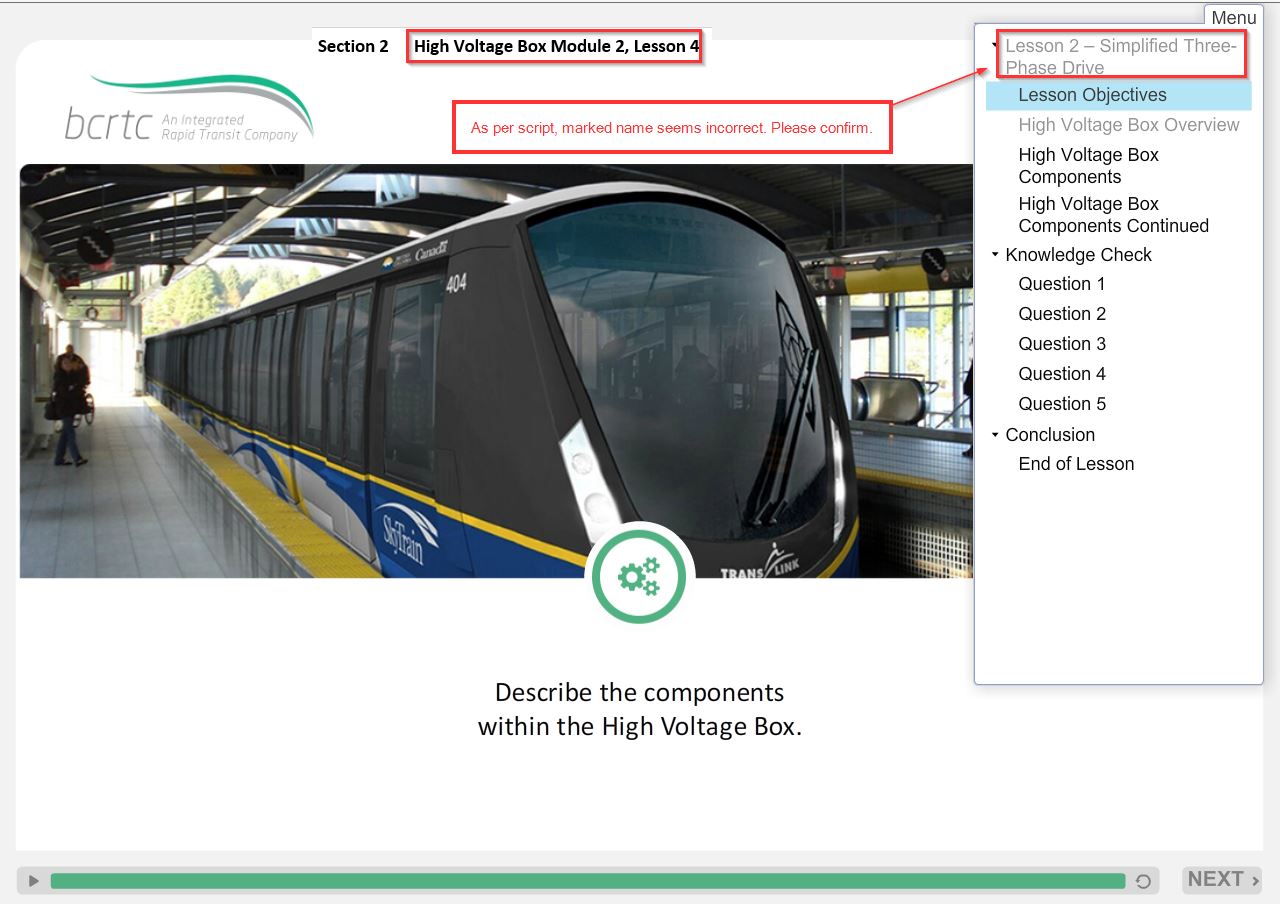 Menu
Section 2 High Voltage Box Module 2, Lesson 4
Lesson 2 – Simplified Three-
Phase Drive
Lesson Objectives
High Voltage Box Overview
High Voltage Box
Components
High Voltage Box
Components Continued
Knowledge Check
Question 1
Question 2
Question 3
Question 4
Question 5
Conclusion
End of Lesson
As per script, marked name seems incorrect. Please confirm.
bcrtc An Integrated
Rapid Transit Company
Canada
404
SkyTrain
TRANS LINK
Describe the components
within the High Voltage Box.
NEXT